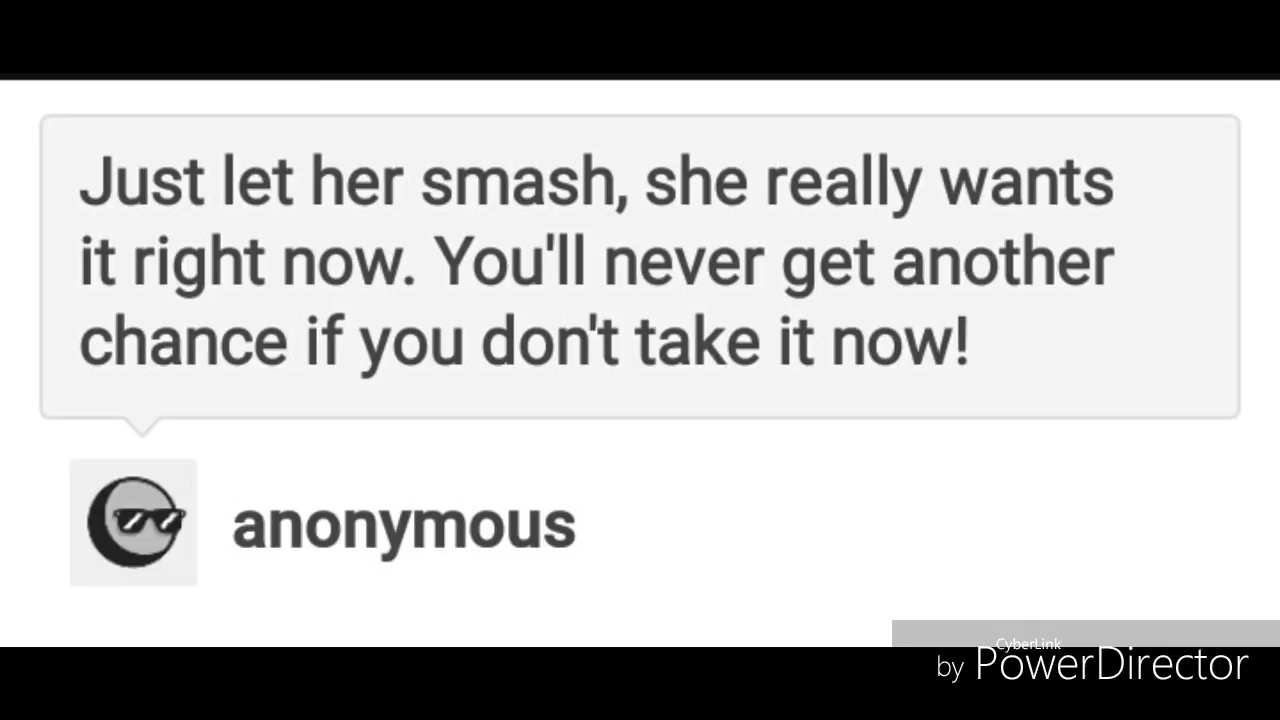 Just let her smash, she really wants
it right now. You'll never get another
chance if you don't take it now!
anonymous
CyberLink
by PowerDirector